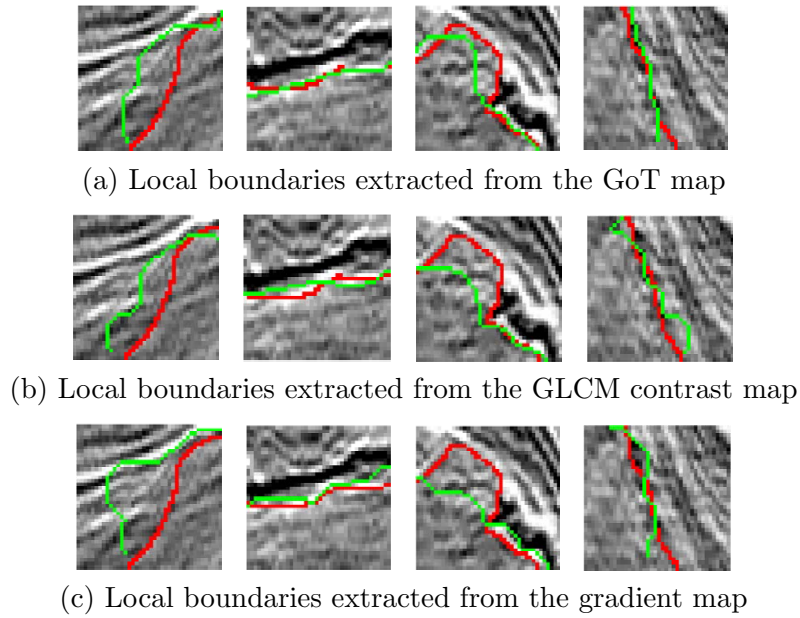 (a) Local boundaries extracted from the GoT map
(b) Local boundaries extracted from the GLCM contrast map
(c) Local boundaries extracted from the gradient map